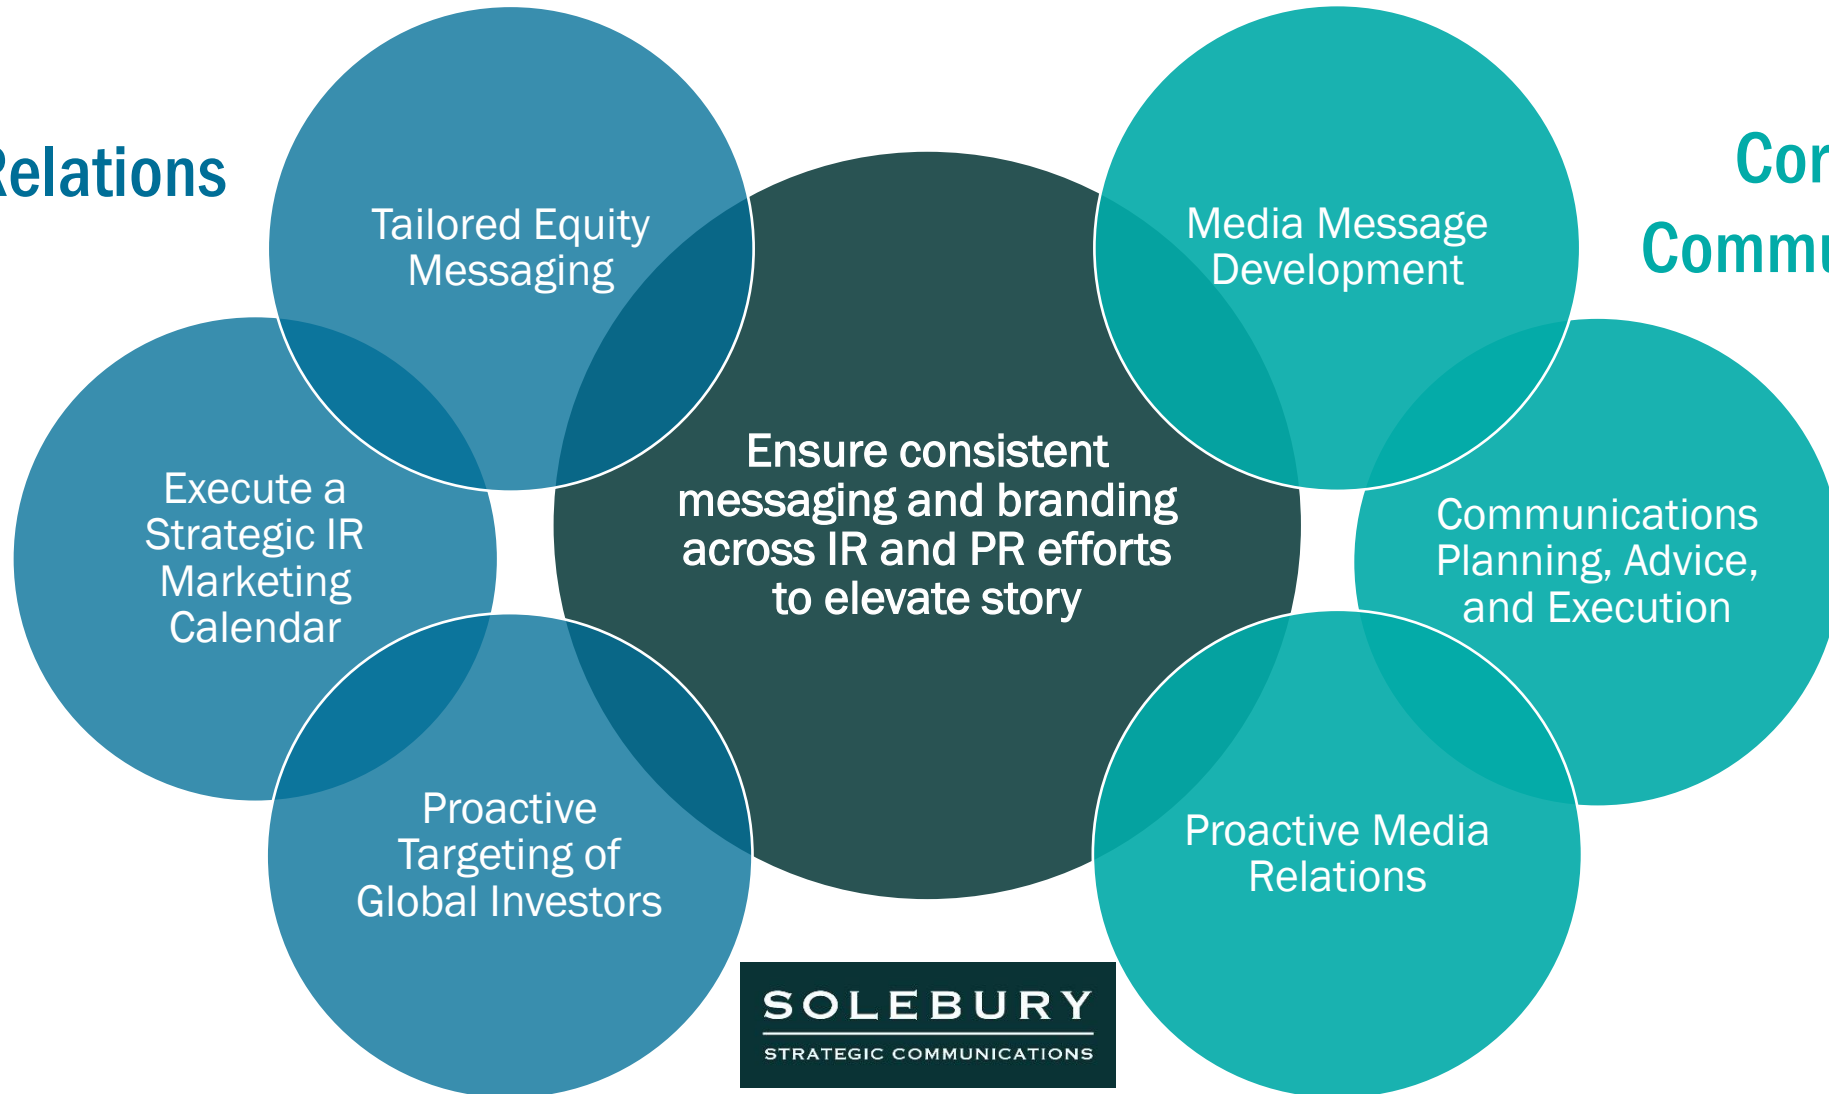 Relations
Tailored Equity
Messaging
Execute a
Strategic IR
Marketing
Calendar
Proactive
Targeting of
Global Investors
Ensure consistent
messaging and branding
across IR and PR efforts
to elevate story
Cor
Commu
Media Message
Development
Communications
Planning, Advice,
and Execution
Proactive Media
Relations
SOLEBURY
STRATEGIC COMMUNICATIONS